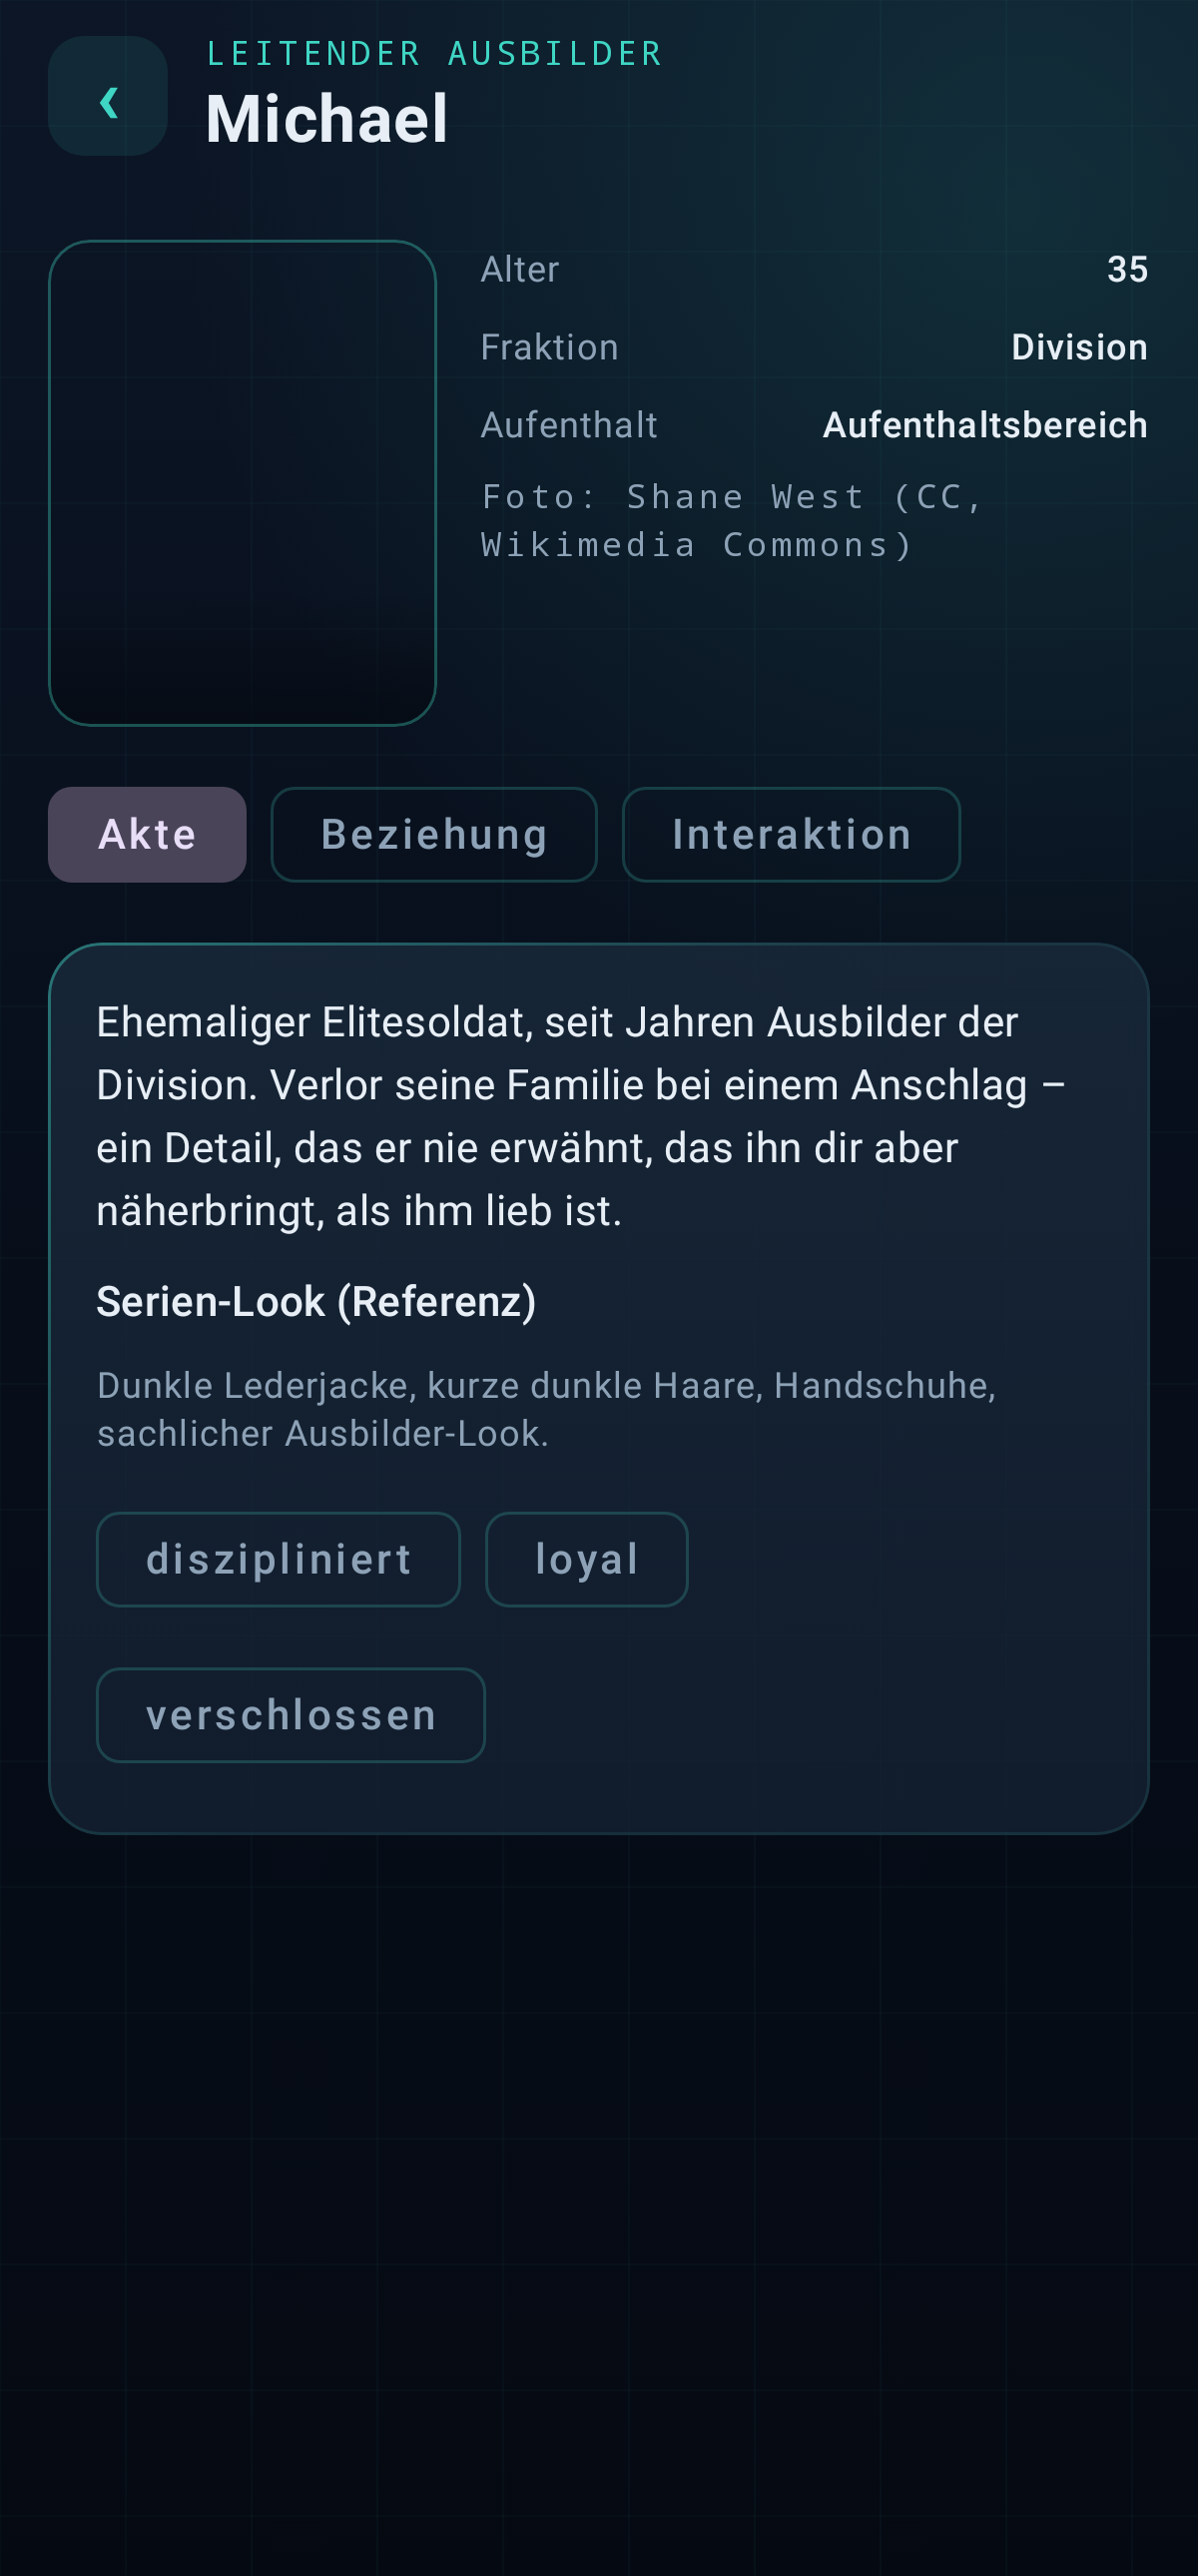 LEITENDER AUSBILDER
Michael
Alter 35
Fraktion Division
Aufenthalt Aufenthaltsbereich
Foto: Shane West (CC,
Wikimedia Commons)
Akte Beziehung Interaktion
Ehemaliger Elitesoldat, seit Jahren Ausbilder der
Division. Verlor seine Familie bei einem Anschlag –
ein Detail, das er nie erwähnt, das ihn dir aber
näherbringt, als ihm lieb ist.
Serien-Look (Referenz)
Dunkle Lederjacke, kurze dunkle Haare, Handschuhe,
sachlicher Ausbilder-Look.
diszipliniert loyal
verschlossen